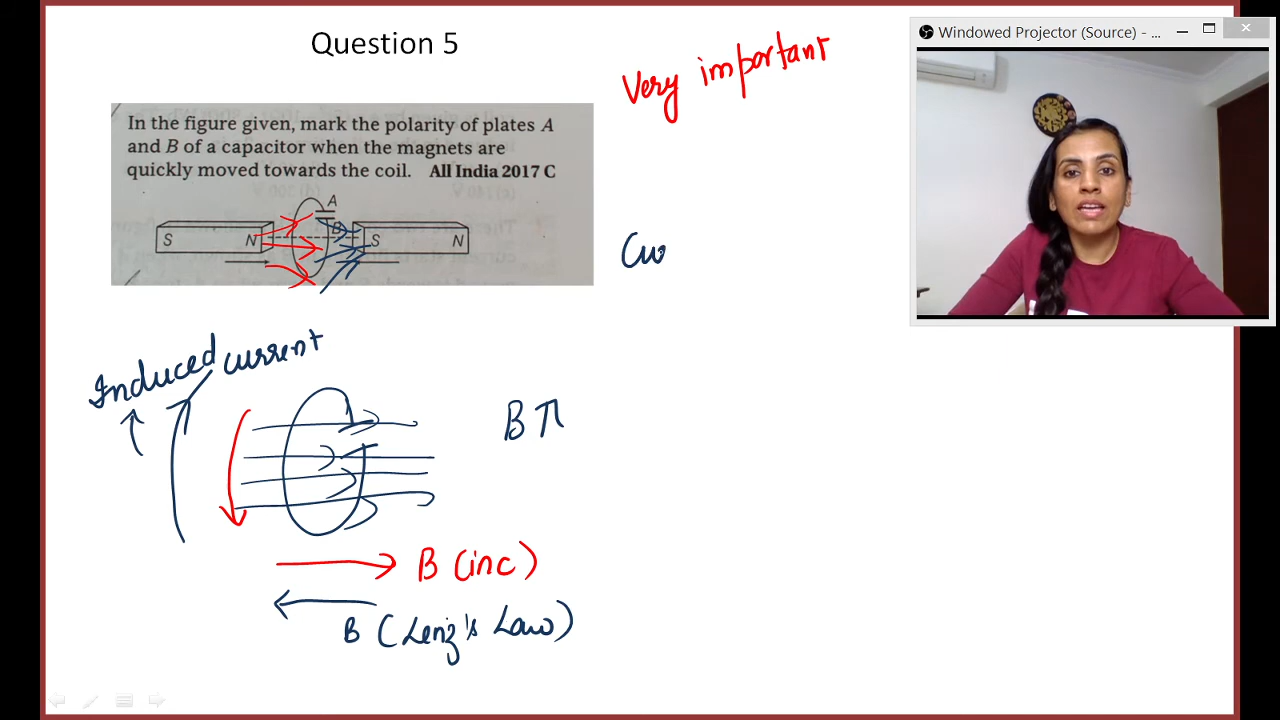 Question 5
Very important
Windowed Projector (Source) - ...
In the figure given, mark the polarity of plates A
and B of a capacitor when the magnets are
quickly moved towards the coil. All India 2017 C
A
B
S N S N
Induced current
B
B (inc)
B (Lenz's Law)